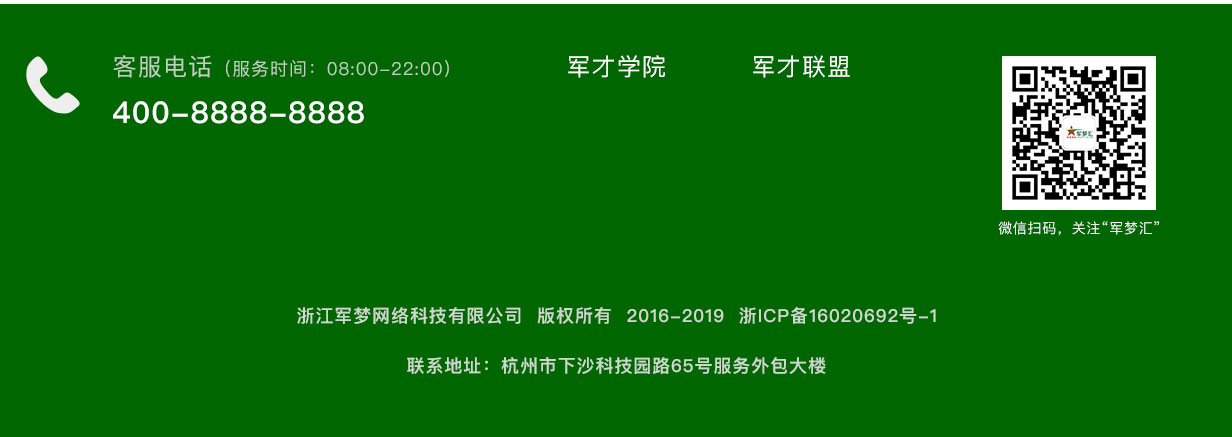 客服电话（服务时间：08:00-22:00）
400-8888-8888
军才学院
军才联盟
军梦汇
微信扫码，关注“军梦汇”
浙江军梦网络科技有限公司 版权所有 2016-2019 浙ICP备16020692号-1
联系地址：杭州市下沙科技园路65号服务外包大楼